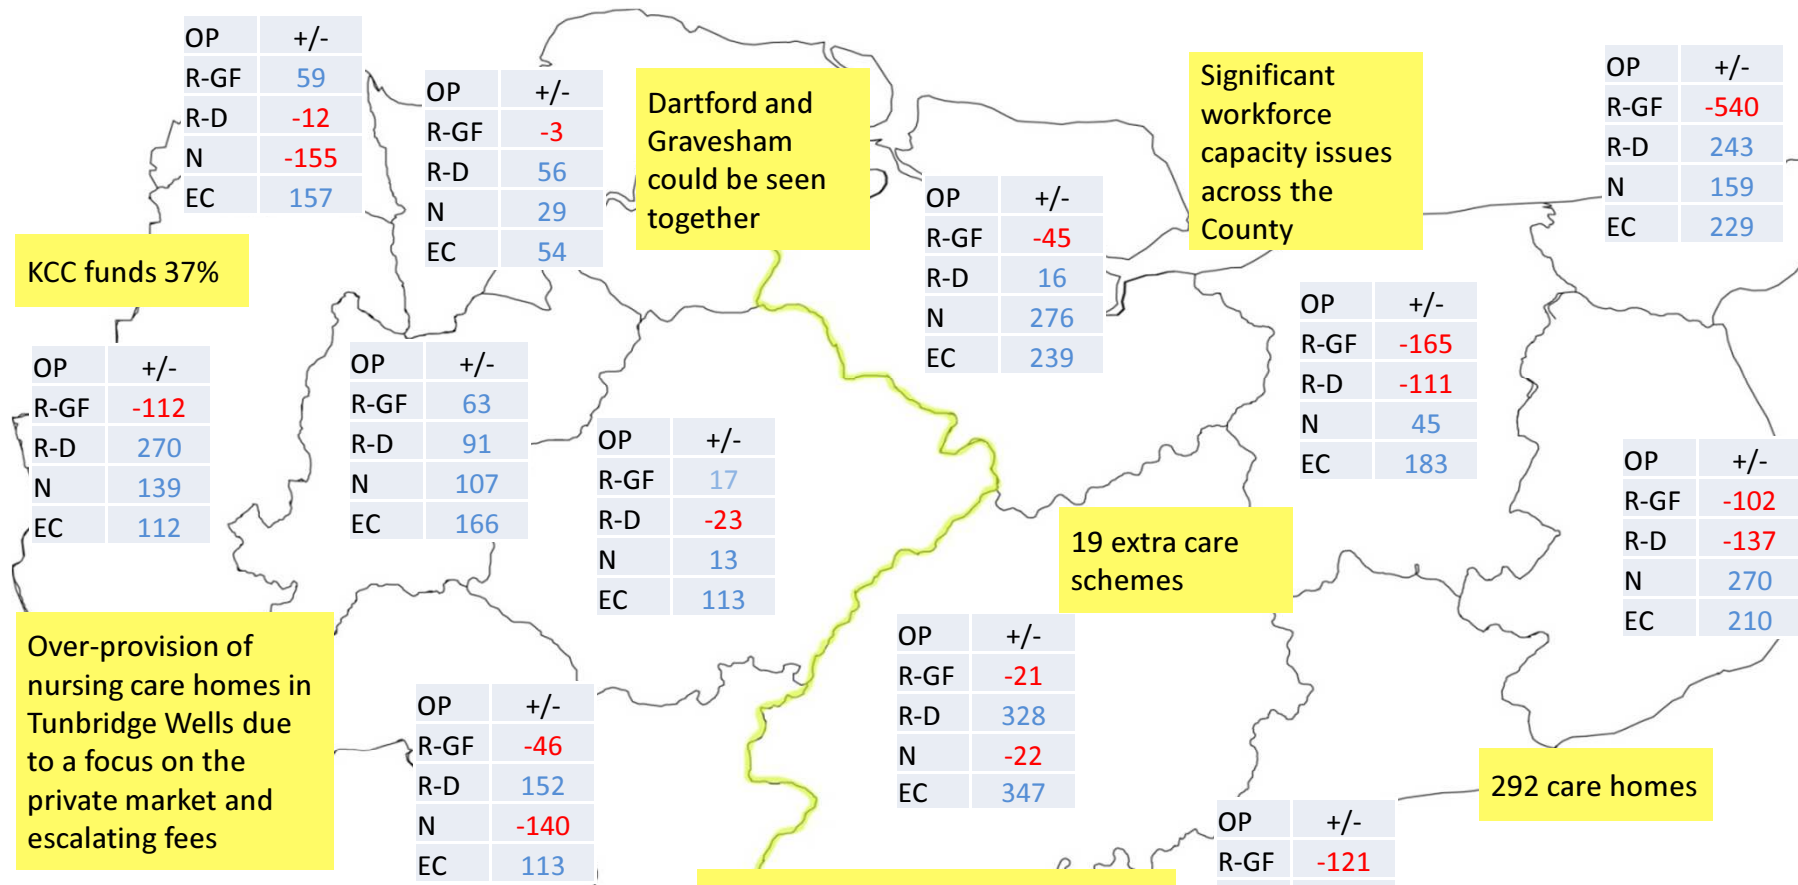 OP +/-
R-GF 59
R-D -12
N -155
EC 157
OP +/-
R-GF -3
R-D 56
N 29
EC 54
Dartford and
Gravesham
could be seen
together
OP +/-
R-GF -45
R-D 16
N 276
EC 239
Significant
workforce
capacity issues
across the
County
OP +/-
R-GF -540
R-D 243
N 159
EC 229
KCC funds 37%
OP +/-
R-GF -112
R-D 270
N 139
EC 112
OP +/-
R-GF 63
R-D 91
N 107
EC 166
OP +/-
R-GF 17
R-D -23
N 13
EC 113
OP +/-
R-GF -165
R-D -111
N 45
EC 183
OP +/-
R-GF -102
R-D -137
N 270
EC 210
19 extra care
schemes
Over-provision of
nursing care homes in
Tunbridge Wells due
to a focus on the
private market and
escalating fees
OP +/-
R-GF -46
R-D 152
N -140
EC 113
OP +/-
R-GF -21
R-D 328
N -22
EC 347
292 care homes
OP +/-
R-GF -121